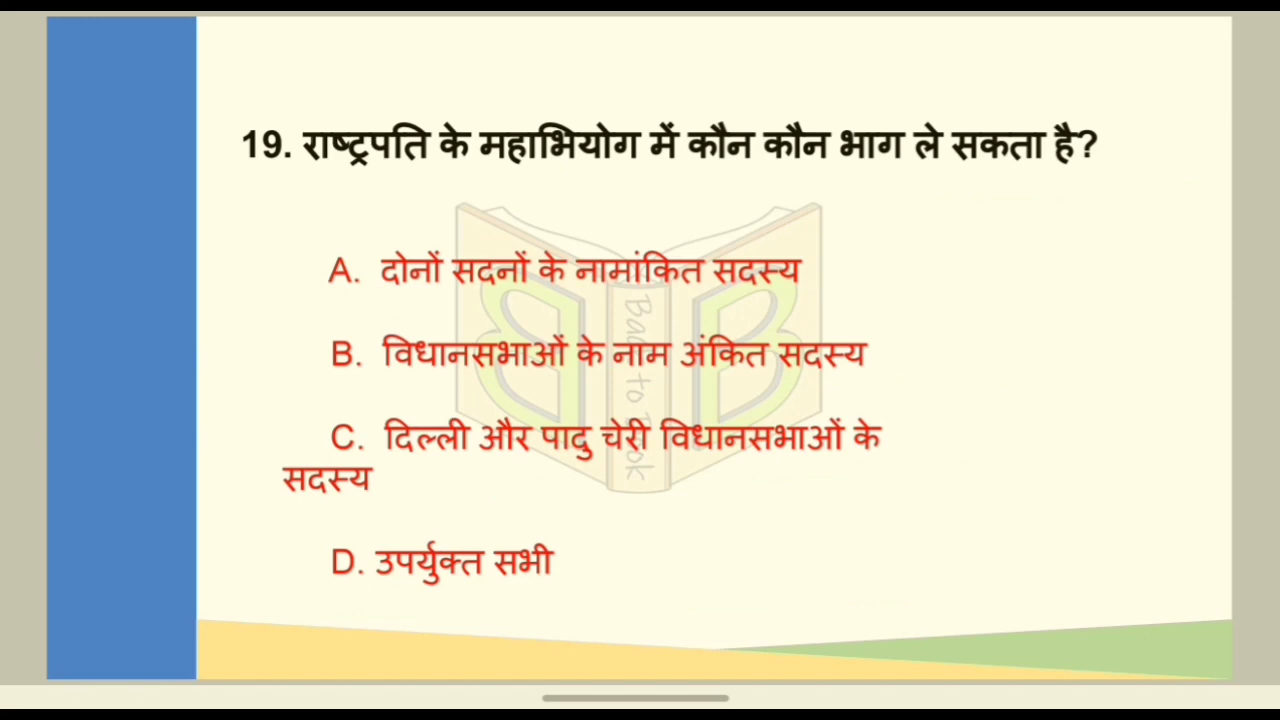 19. राष्ट्रपति के महाभियोग में कौन कौन भाग ले सकता है?
A. दोनों सदनों के नामांकित सदस्य
B. विधानसभाओं के नाम अंकित सदस्य
C. दिल्ली और पादु चेरी विधानसभाओं के
सदस्य
D. उपर्युक्त सभी